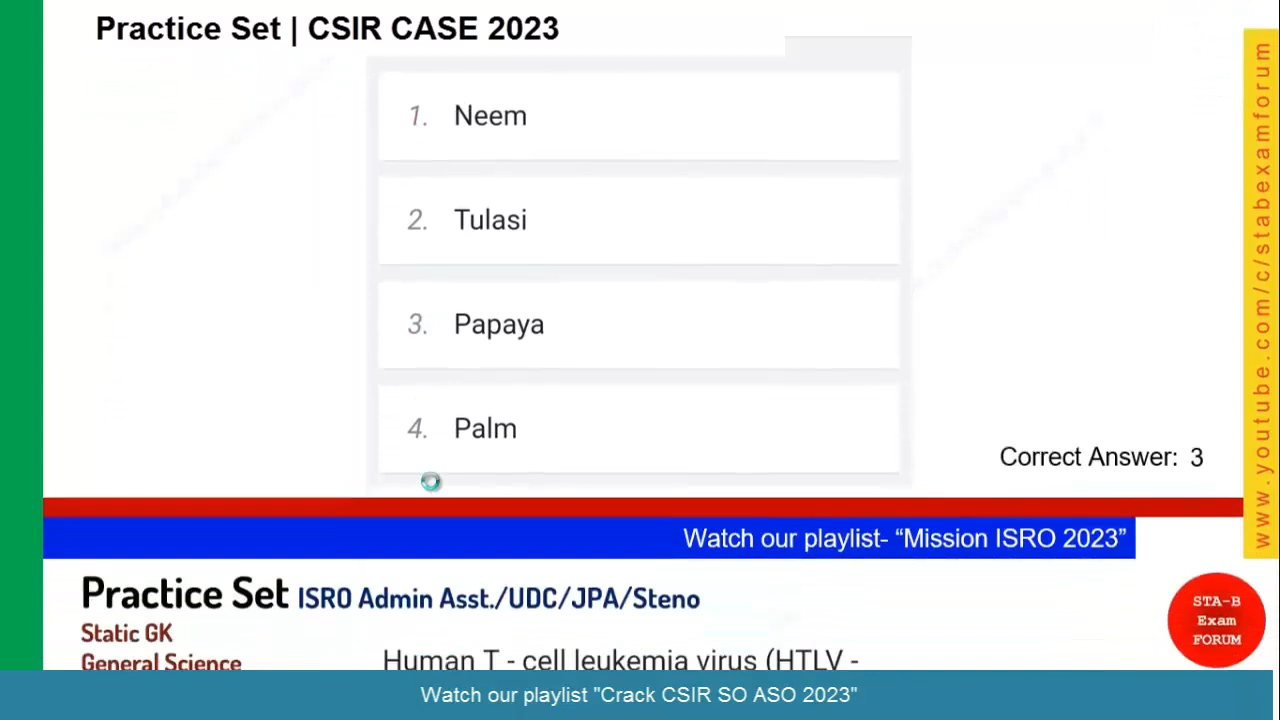 Practice Set | CSIR CASE 2023
1. Neem
2. Tulasi
3. Papaya
4. Palm
Correct Answer: 3
www.youtube.com/c/stabexamforum
Watch our playlist- “Mission ISRO 2023”
Practice Set ISRO Admin Asst./UDC/JPA/Steno
STA-B
Exam
FORUM
Static GK
General Science
Human T - cell leukemia virus (HTLV -
Watch our playlist "Crack CSIR SO ASO 2023"